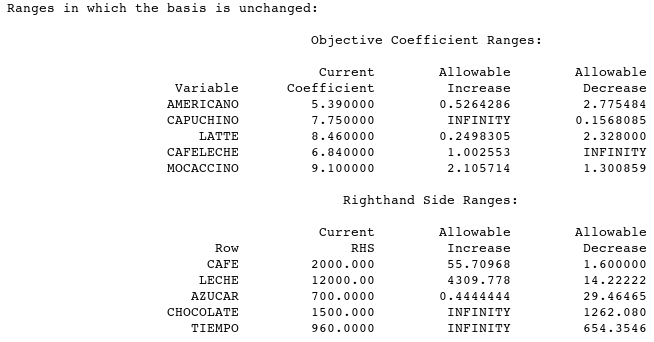 Ranges in which the basis is unchanged:
Objective Coefficient Ranges:
Current Allowable Allowable
Variable Coefficient Increase Decrease
AMERICANO 5.390000 0.5264286 2.775484
CAPUCHINO 7.750000 INFINITY 0.1568085
LATTE 8.460000 0.2498305 2.328000
CAFELECHE 6.840000 1.002553 INFINITY
MOCACCINO 9.100000 2.105714 1.300859
Righthand Side Ranges:
Current Allowable Allowable
Row RHS Increase Decrease
CAFE 2000.000 55.70968 1.600000
LECHE 12000.00 4309.778 14.22222
AZUCAR 700.0000 0.4444444 29.46465
CHOCOLATE 1500.000 INFINITY 1262.080
TIEMPO 960.0000 INFINITY 654.3546